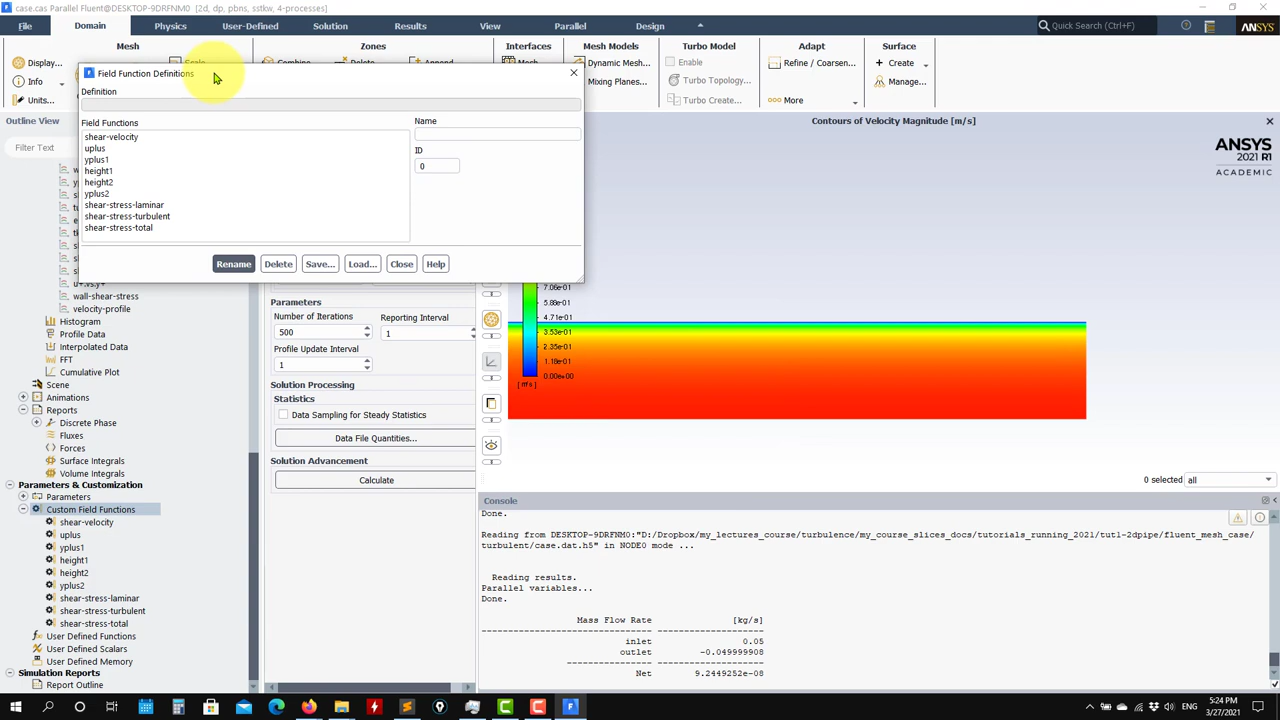 case.cas Parallel Fluent@DESKTOP-9DRFNM0 [2d, dp, pbns, sstkw, 4-processes]
File Domain Physics User-Defined Solution Results View Parallel Design Quick Search (Ctrl+F) ANSYS
Mesh Zones Interfaces Mesh Models Turbo Model Adapt Surface
Display... Scale... Combine Delete... Append Mesh... Dynamic Mesh... Enable Refine / Coarsen... Create
Info Mixing Planes... Turbo Topology... Manage...
Units... Turbo Create... More
Field Function Definitions
Definition
Field Functions
shear-velocity
uplus
yplus1
height1
height2
yplus2
shear-stress-laminar
shear-stress-turbulent
shear-stress-total
Name
ID
0
Rename Delete Save... Load... Close Help
Outline View
Filter Text
u+.vs.y+
wall-shear-stress
velocity-profile
Histogram
Profile Data
Interpolated Data
FFT
Cumulative Plot
Scene
Animations
Reports
Discrete Phase
Fluxes
Forces
Surface Integrals
Volume Integrals
Parameters & Customization
Parameters
Custom Field Functions
shear-velocity
uplus
yplus1
height1
height2
yplus2
shear-stress-laminar
shear-stress-turbulent
shear-stress-total
User Defined Functions
User Defined Scalars
User Defined Memory
Simulation Reports
Report Outline
Parameters
Number of Iterations Reporting Interval
500 1
Profile Update Interval
1
Solution Processing
Statistics
Data Sampling for Steady Statistics
Data File Quantities...
Solution Advancement
Calculate
Contours of Velocity Magnitude [m/s]
ANSYS
2021 R1
ACADEMIC
7.06e-01
5.88e-01
4.71e-01
3.53e-01
2.35e-01
1.18e-01
0.00e+00
[ m/s ]
0 selected all
Console
Done.
Reading from DESKTOP-9DRFNM0:"D:/Dropbox/my_lectures_course/turbulence/my_course_slices_docs/tutorials_running_2021/tut1-2dpipe/fluent_mesh_case/
turbulent/case.dat.h5" in NODE0 mode ...
Reading results.
Parallel variables...
Done.
Mass Flow Rate [kg/s]
-------------------------------- --------------------
inlet 0.05
outlet -0.049999908
---------------- --------------------
Net 9.2449252e-08
5:24 PM
3/27/2021